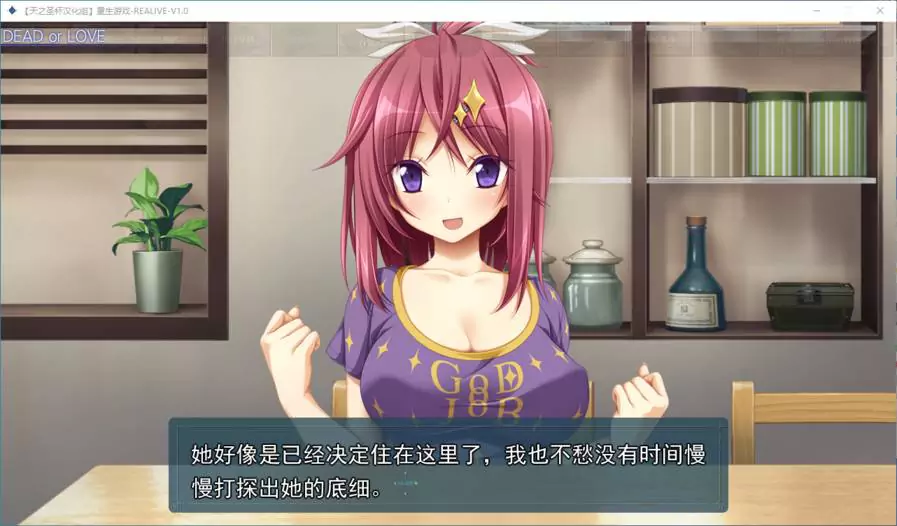 【天之圣杯汉化组】重生游戏-REALIVE-V1.0
DEAD or LOVE
GOD
JOB
她好像是已经决定住在这里了，我也不愁没有时间慢
慢打探出她的底细。